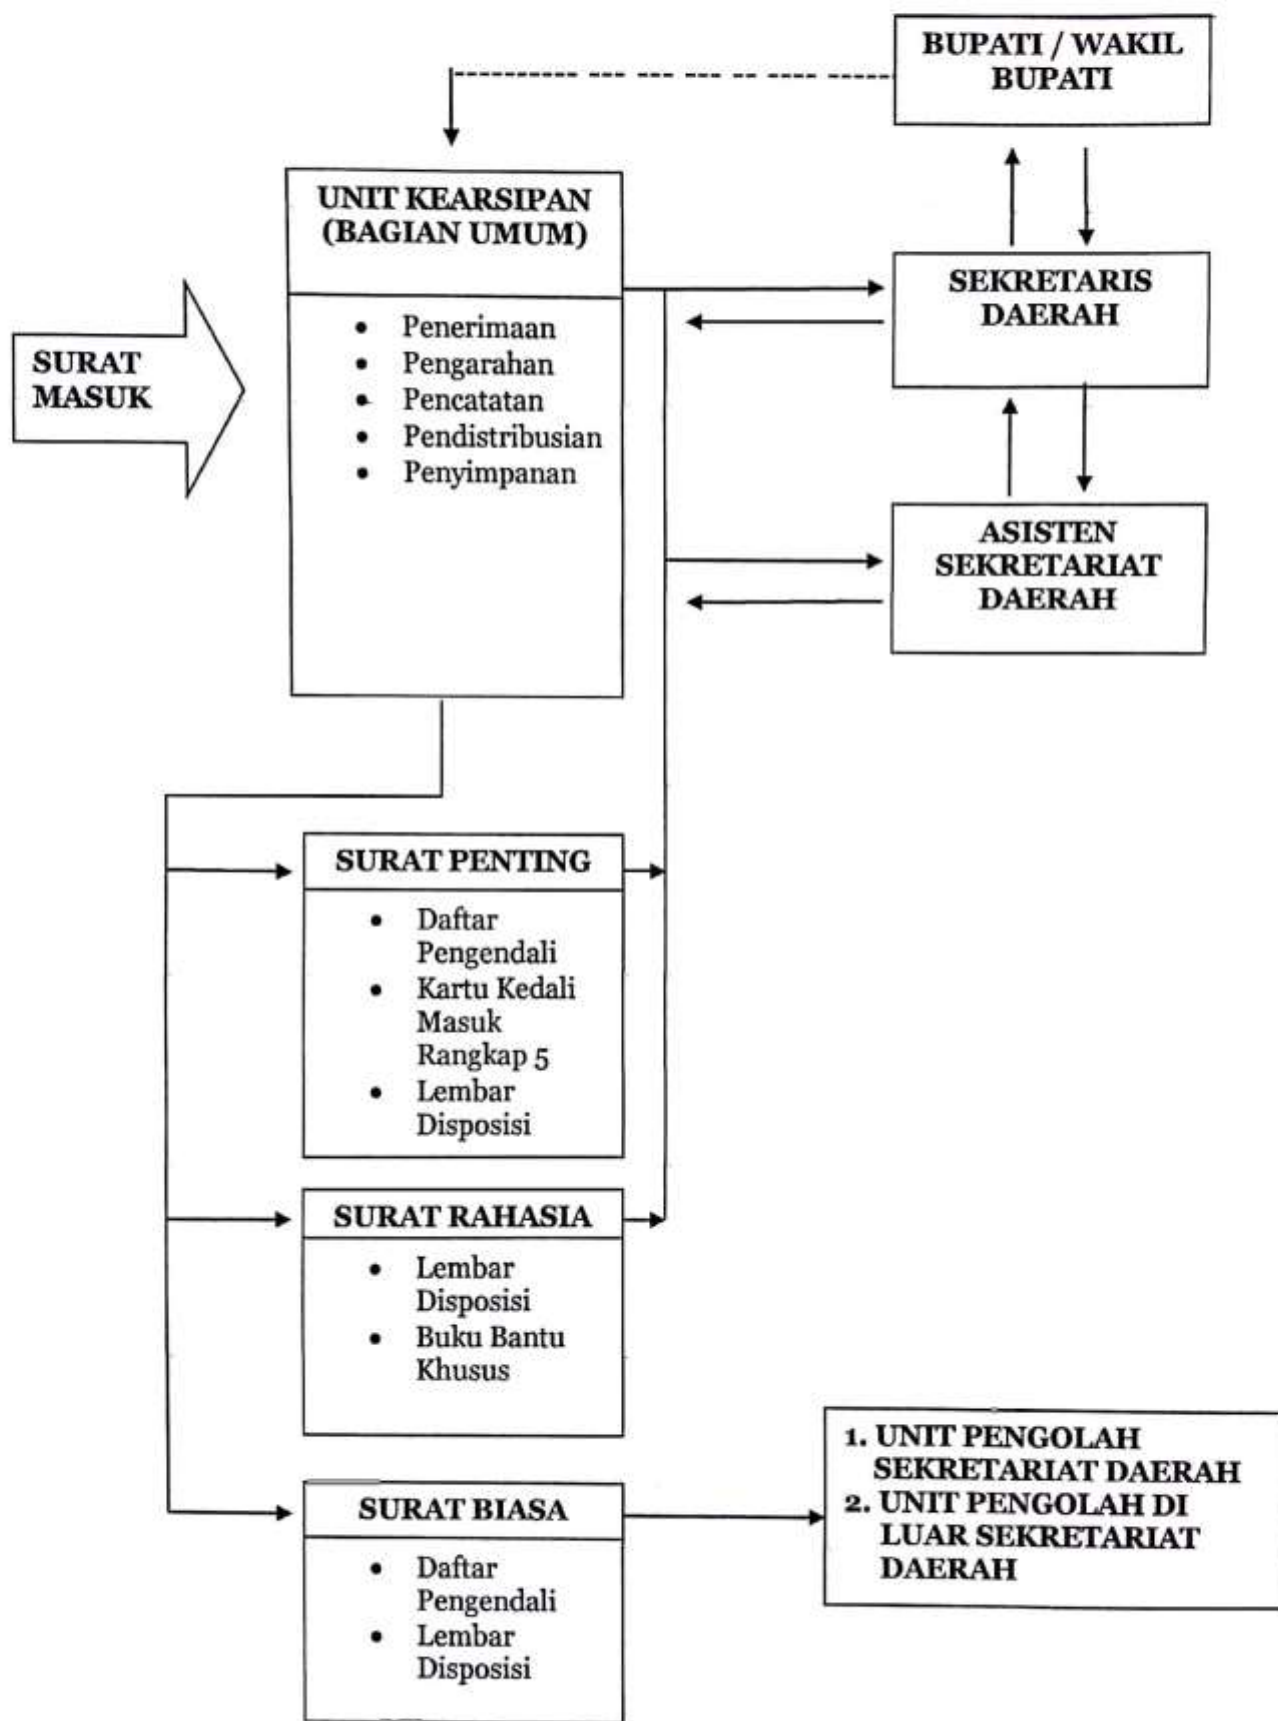 BUPATI / WAKIL
BUPATI
UNIT KEARSIPAN
(BAGIAN UMUM)
• Penerimaan
• Pengarahan
• Pencatatan
• Pendistribusian
• Penyimpanan
SURAT
MASUK
SEKRETARIS
DAERAH
ASISTEN
SEKRETARIAT
DAERAH
SURAT PENTING
• Daftar
Pengendali
• Kartu Kedali
Masuk
Rangkap 5
• Lembar
Disposisi
SURAT RAHASIA
• Lembar
Disposisi
• Buku Bantu
Khusus
SURAT BIASA
• Daftar
Pengendali
• Lembar
Disposisi
1. UNIT PENGOLAH
SEKRETARIAT DAERAH
2. UNIT PENGOLAH DI
LUAR SEKRETARIAT
DAERAH